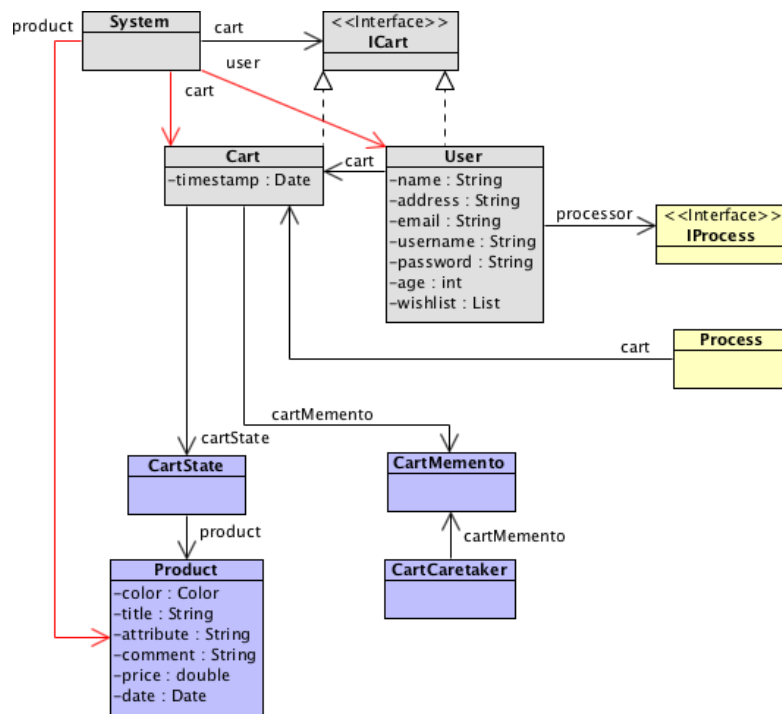 System
product
cart
<<Interface>>
ICart
user
cart
Cart
−timestamp : Date
cart
User
−name : String
−address : String
−email : String
−username : String
−password : String
−age : int
−wishlist : List
processor
<<Interface>>
IProcess
Process
cart
cartMemento
cartState
CartState
CartMemento
product
cartMemento
Product
−color : Color
−title : String
−attribute : String
−comment : String
−price : double
−date : Date
CartCaretaker